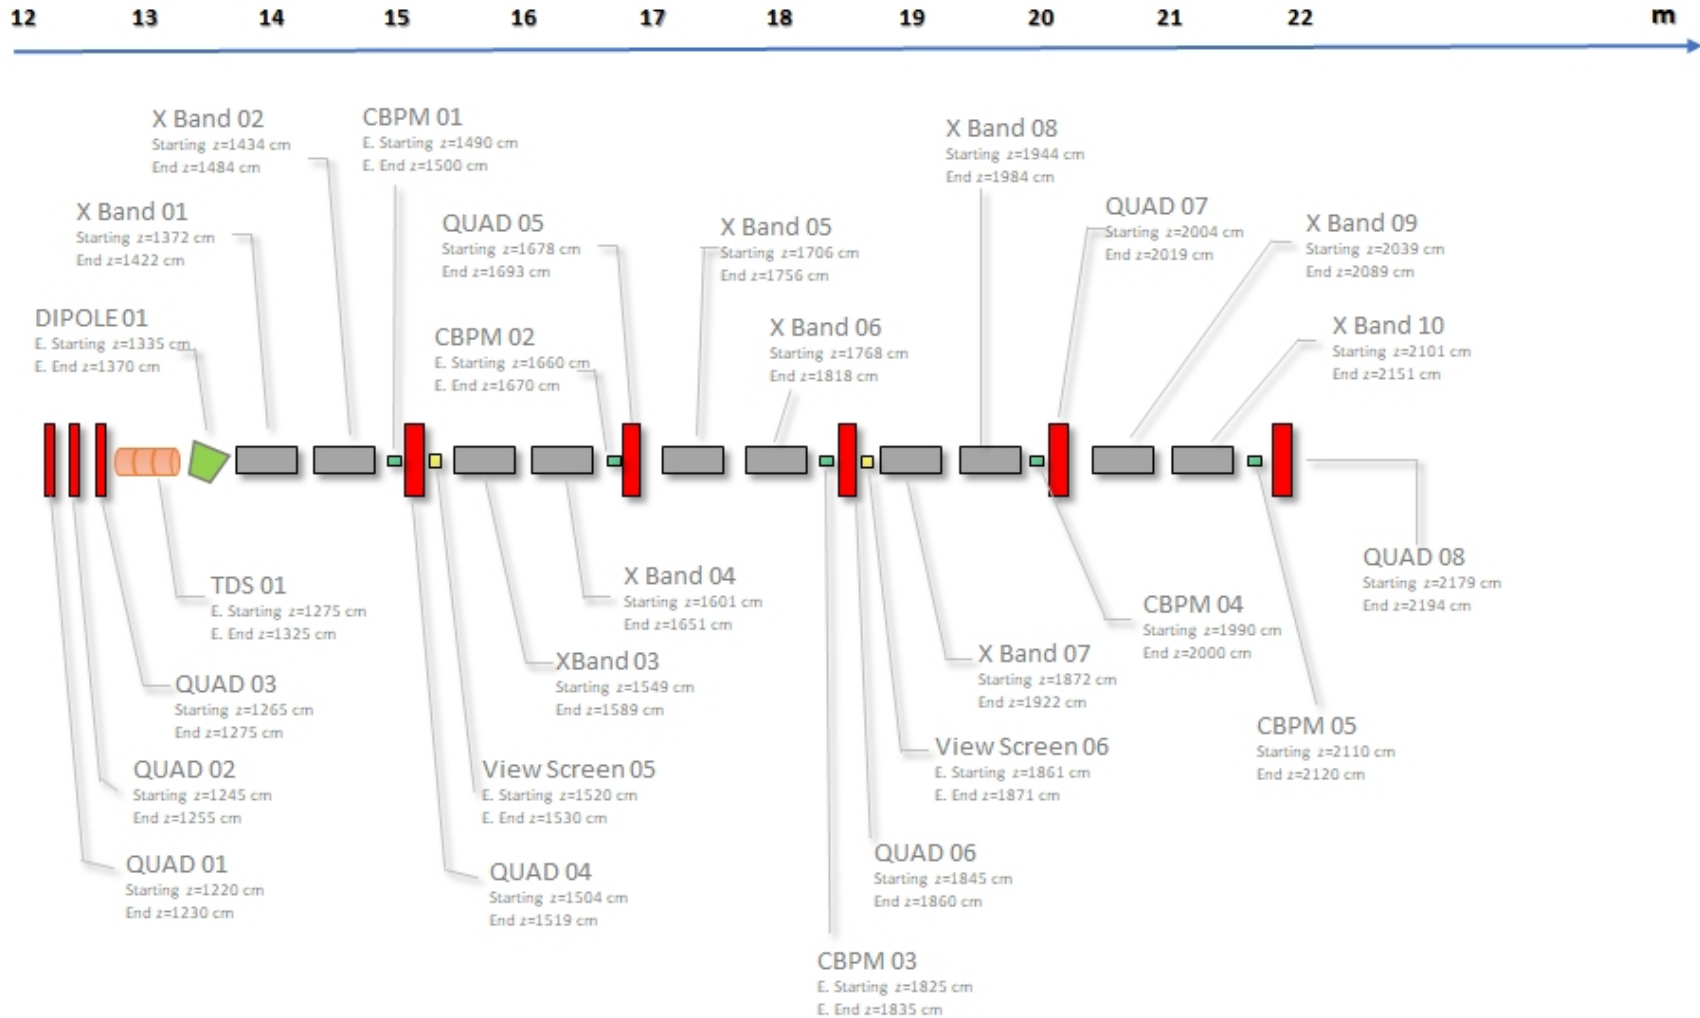 12 13 14 15 16 17 18 19 20 21 22 m
X Band 02
Starting z=1434 cm
End z=1484 cm
CBPM 01
E. Starting z=1490 cm
E. End z=1500 cm
X Band 08
Starting z=1944 cm
End z=1984 cm
X Band 01
Starting z=1372 cm
End z=1422 cm
QUAD 05
Starting z=1678 cm
End z=1693 cm
X Band 05
Starting z=1706 cm
End z=1756 cm
QUAD 07
Starting z=2004 cm
End z=2019 cm
X Band 09
Starting z=2039 cm
End z=2089 cm
DIPOLE 01
E. Starting z=1335 cm
E. End z=1370 cm
CBPM 02
E. Starting z=1660 cm
E. End z=1670 cm
X Band 06
Starting z=1768 cm
End z=1818 cm
X Band 10
Starting z=2101 cm
End z=2151 cm
TDS 01
E. Starting z=1275 cm
E. End z=1325 cm
X Band 04
Starting z=1601 cm
End z=1651 cm
QUAD 08
Starting z=2179 cm
End z=2194 cm
CBPM 04
Starting z=1990 cm
End z=2000 cm
QUAD 03
Starting z=1265 cm
End z=1275 cm
XBand 03
Starting z=1549 cm
End z=1589 cm
X Band 07
Starting z=1872 cm
End z=1922 cm
CBPM 05
Starting z=2110 cm
End z=2120 cm
QUAD 02
Starting z=1245 cm
End z=1255 cm
View Screen 05
E. Starting z=1520 cm
E. End z=1530 cm
View Screen 06
E. Starting z=1861 cm
E. End z=1871 cm
QUAD 01
Starting z=1220 cm
End z=1230 cm
QUAD 04
Starting z=1504 cm
End z=1519 cm
QUAD 06
Starting z=1845 cm
End z=1860 cm
CBPM 03
E. Starting z=1825 cm
E. End z=1835 cm